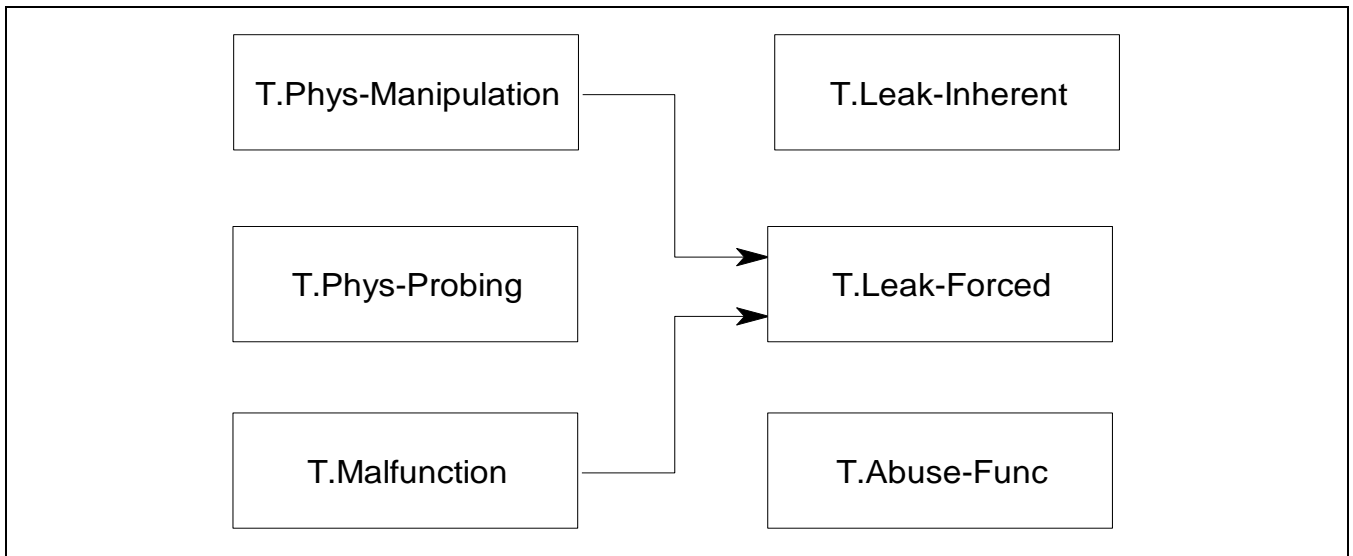 T.Phys-Manipulation
T.Leak-Inherent
T.Phys-Probing
T.Leak-Forced
T.Malfunction
T.Abuse-Func